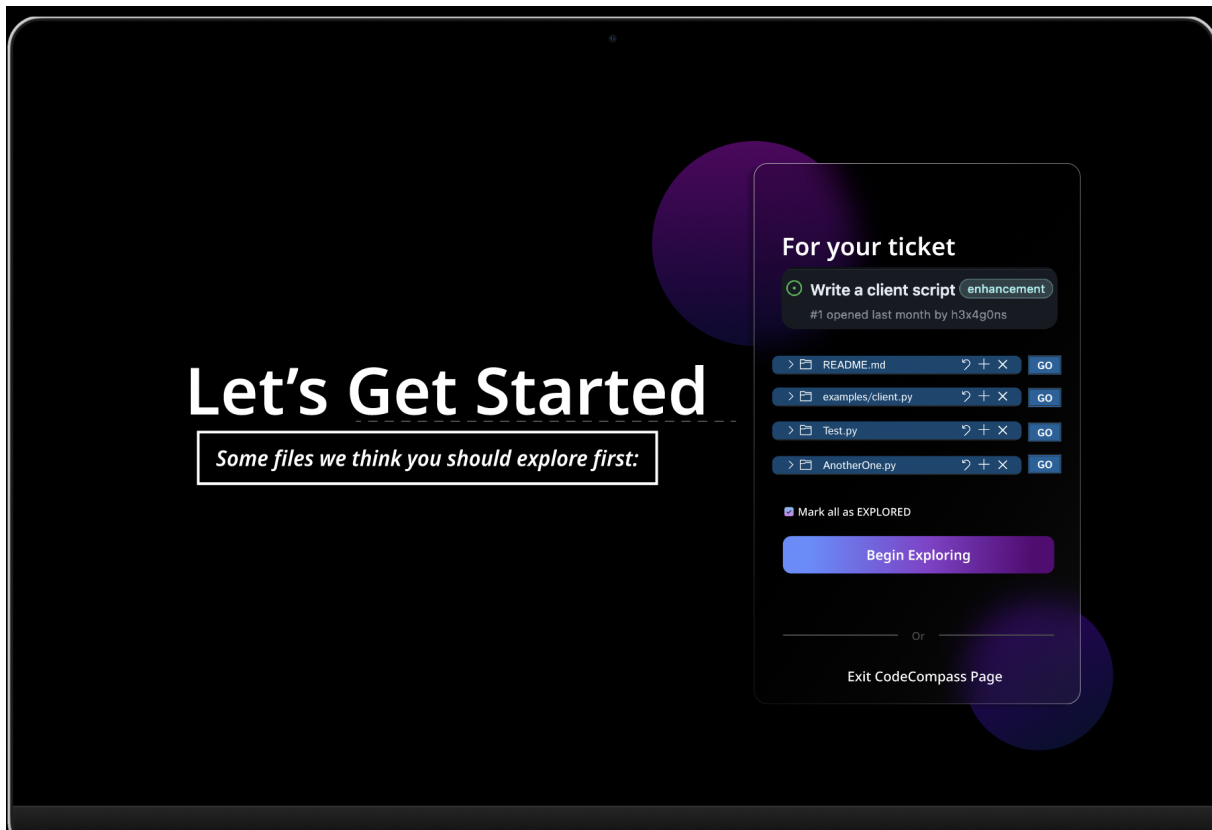 Let’s Get Started
Some files we think you should explore first:
For your ticket
Write a client script enhancement
#1 opened last month by h3x4g0ns
README.md GO
examples/client.py GO
Test.py GO
AnotherOne.py GO
Mark all as EXPLORED
Begin Exploring
Or
Exit CodeCompass Page